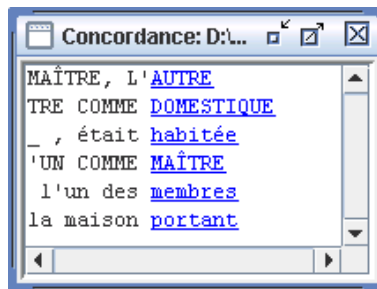 Concordance: D:\...
MAÎTRE, L'AUTRE
TRE COMME DOMESTIQUE
_ , était habitée
'UN COMME MAÎTRE
l'un des membres
la maison portant